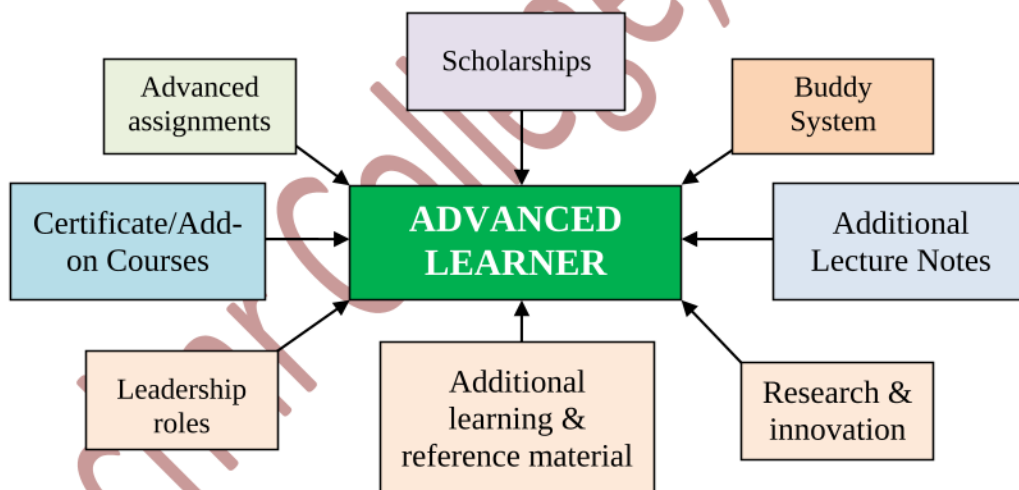 Scholarships
Advanced
assignments
Buddy
System
Certificate/Add-
on Courses
ADVANCED
LEARNER
Additional
Lecture Notes
Leadership
roles
Additional
learning &
reference material
Research &
innovation
College